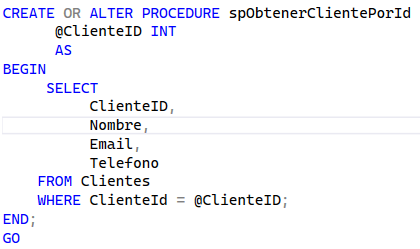 CREATE OR ALTER PROCEDURE spObtenerClientePorId
@ClienteID INT
AS
BEGIN
SELECT
ClienteID,
Nombre,
Email,
Telefono
FROM Clientes
WHERE ClienteId = @ClienteID;
END;
GO